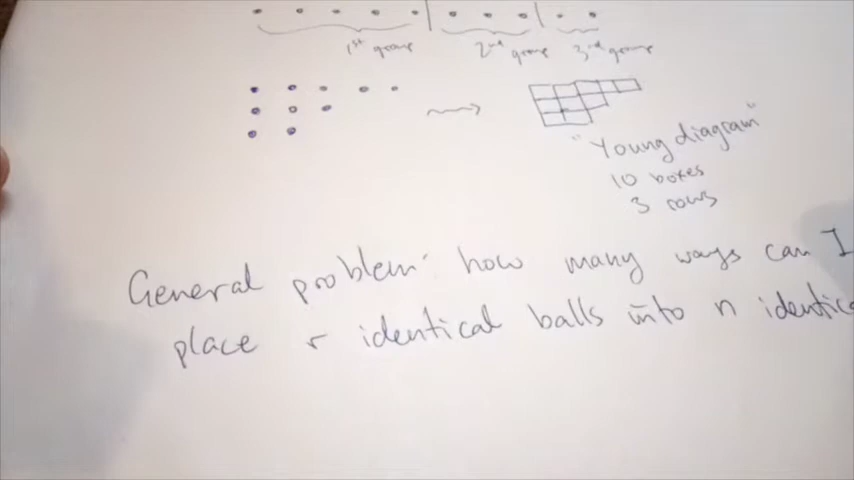 1st group 2nd group 3rd group
"Young diagram"
10 boxes
3 rows
General problem: how many ways can I
place r identical balls into n identica